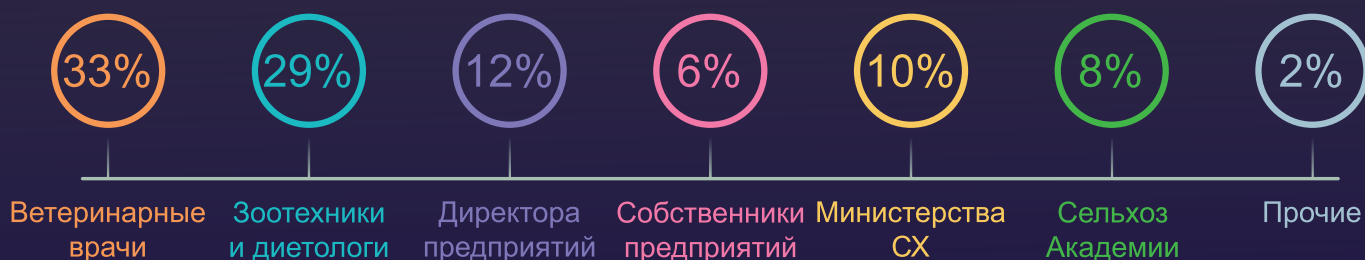 33% 29% 12% 6% 10% 8% 2%
Ветеринарные Зоотехники Директора Собственники Министерства Сельхоз Прочие
врачи и диетологи предприятий предприятий СХ Академии